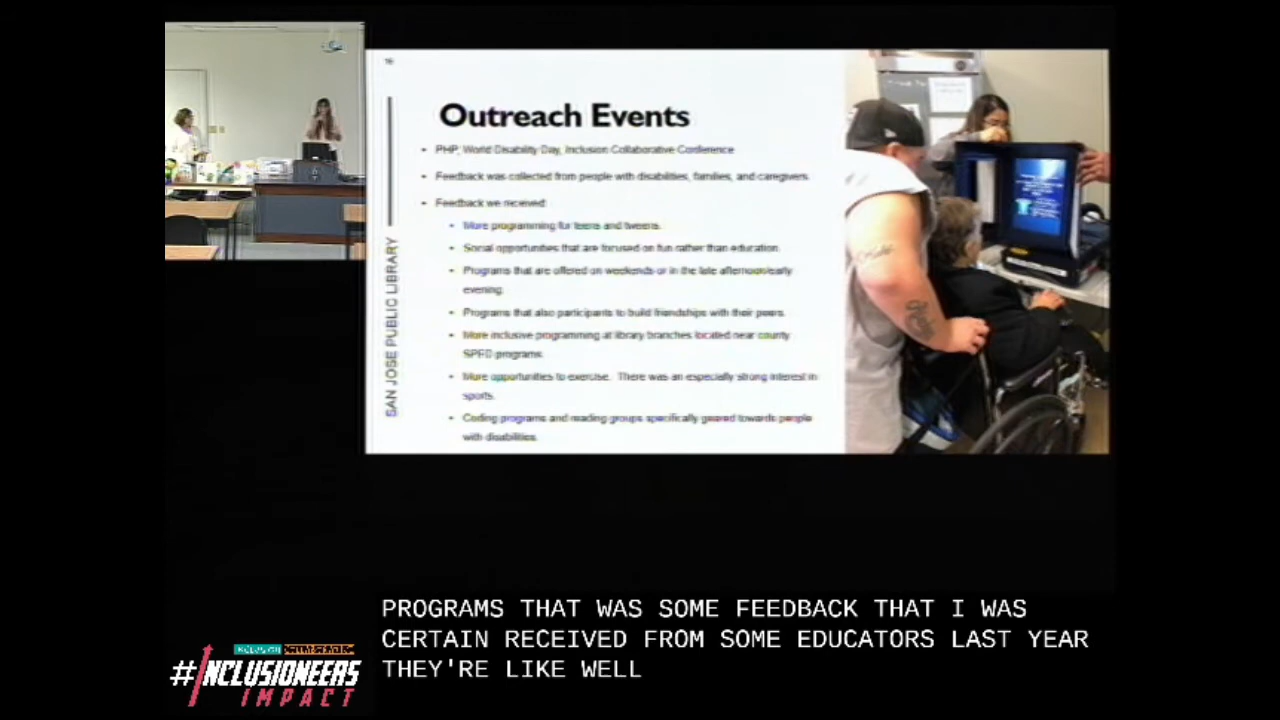 16
Outreach Events
• PHP, World Disability Day, Inclusion Collaborative Conference
• Feedback was collected from people with disabilities, families, and caregivers.
• Feedback we received:
• More programming for teens and tweens.
• Social opportunities that are focused on fun rather than education.
• Programs that are offered on weekends or in the late afternoon/early
evening.
• Programs that also participants to build friendships with their peers.
• More inclusive programming at library branches located near county
SPED programs.
• More opportunities to exercise. There was an especially strong interest in
sports.
• Coding programs and reading groups specifically geared towards people
with disabilities.
SAN JOSE PUBLIC LIBRARY
PROGRAMS THAT WAS SOME FEEDBACK THAT I WAS
CERTAIN RECEIVED FROM SOME EDUCATORS LAST YEAR
THEY'RE LIKE WELL
INCLUSION
#INCLUSIONEERS
IMPACT